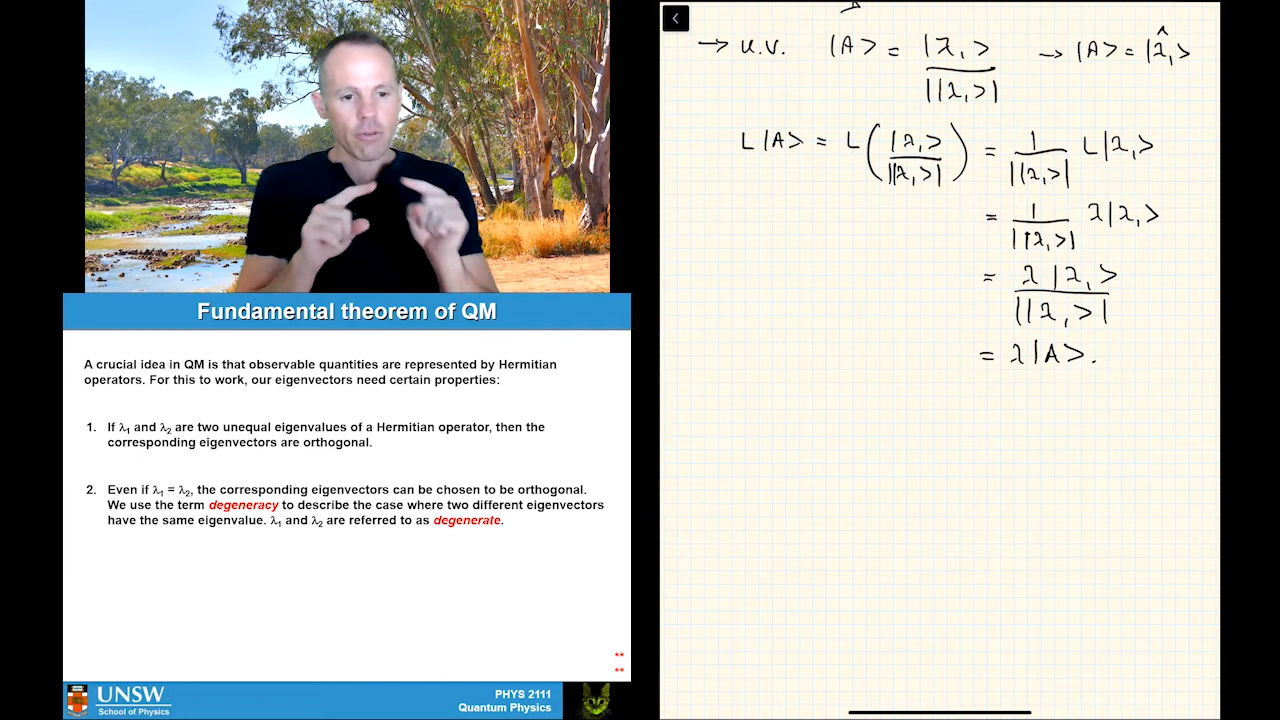 Fundamental theorem of QM
A crucial idea in QM is that observable quantities are represented by Hermitian
operators. For this to work, our eigenvectors need certain properties:
1. If λ₁ and λ₂ are two unequal eigenvalues of a Hermitian operator, then the
corresponding eigenvectors are orthogonal.
2. Even if λ₁ = λ₂, the corresponding eigenvectors can be chosen to be orthogonal.
We use the term degeneracy to describe the case where two different eigenvectors
have the same eigenvalue. λ₁ and λ₂ are referred to as degenerate.
**
**
UNSW
School of Physics
PHYS 2111
Quantum Physics
→ u.v. |A> = |λ₁> / ||λ₁>| → |A> = |λ̂₁>
L|A> = L(|λ₁> / ||λ₁>|) = 1 / ||λ₁>| L|λ₁>
= 1 / ||λ₁>| λ|λ₁>
= λ|λ₁> / ||λ₁>|
= λ|A>.